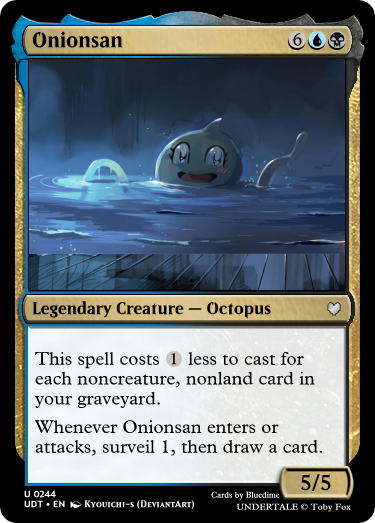 Onionsan 6
Legendary Creature — Octopus
This spell costs 1 less to cast for
each noncreature, nonland card in
your graveyard.
Whenever Onionsan enters or
attacks, surveil 1, then draw a card.
5/5
U 0244
UDT • EN Kyouichi-s (DeviantArt)
Cards by Bluedime
UNDERTALE © Toby Fox